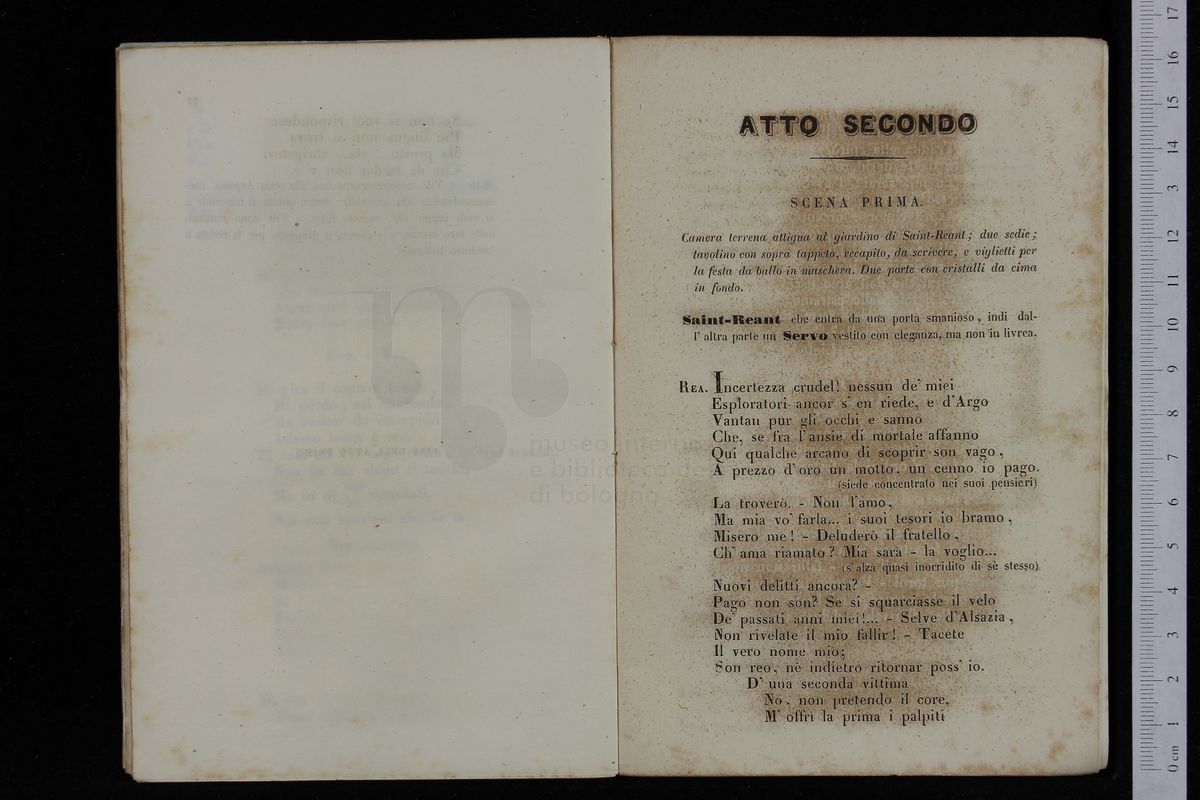 ATTO SECONDO
SCENA PRIMA.
Camera terrena attigua al giardino di Saint-Reant; due sedie;
tavolino con sopra tappeto, recapito, da scrivere, e viglietti per
la festa da ballo in maschera. Due porte con cristalli da cima
in fondo.
Saint-Reant che entra da una porta smanioso, indi dal-
l'altra parte un Servo vestito con eleganza, ma non in livrea.
REA. Incertezza crudel! nessun de' miei
Esploratori ancor s'en riede, e d'Argo
Vantan pur gli occhi e sanno
Che, se fra l'ansie di mortale affanno
Qui qualche arcano di scoprir son vago,
A prezzo d'oro un motto, un cenno io pago.
(siede concentrato nei suoi pensieri)
La troverò. - Non l'amo,
Ma mia vo' farla... i suoi tesori io bramo,
Misero me! - Deluderò il fratello,
Ch'ama riamato? Mia sarà - la voglio...
(s'alza quasi inorridito di sè stesso)
Nuovi delitti ancora? -
Pago non son? Se si squarciasse il velo
De' passati anni miei!... - Selve d'Alsazia,
Non rivelate il mio fallir! - Tacete
Il vero nome mio;
Son reo, nè indietro ritornar poss' io.
D' una seconda vittima
No, non pretendo il core,
M' offrì la prima i palpiti
museo intern
e biblioteca de
di bologna
FINE DELL'ATTO PRIMO
0 cm 1 2 3 4 5 6 7 8 9 10 11 12 13 14 15 16 17